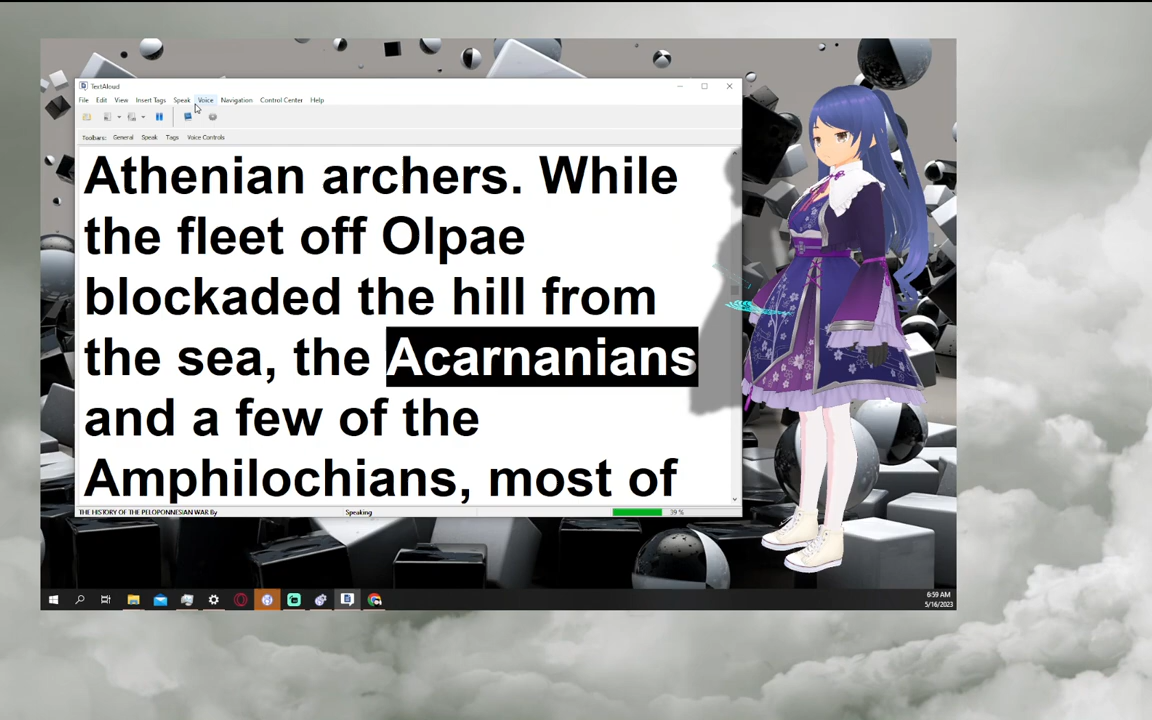 TextAloud
File Edit View Insert Tags Speak Voice Navigation Control Center Help
Toolbars: General Speak Tags Voice Controls
Athenian archers. While
the fleet off Olpae
blockaded the hill from
the sea, the Acarnanians
and a few of the
Amphilochians, most of
THE HISTORY OF THE PELOPONNESIAN WAR By Speaking 39 %
6:59 AM
5/16/2023